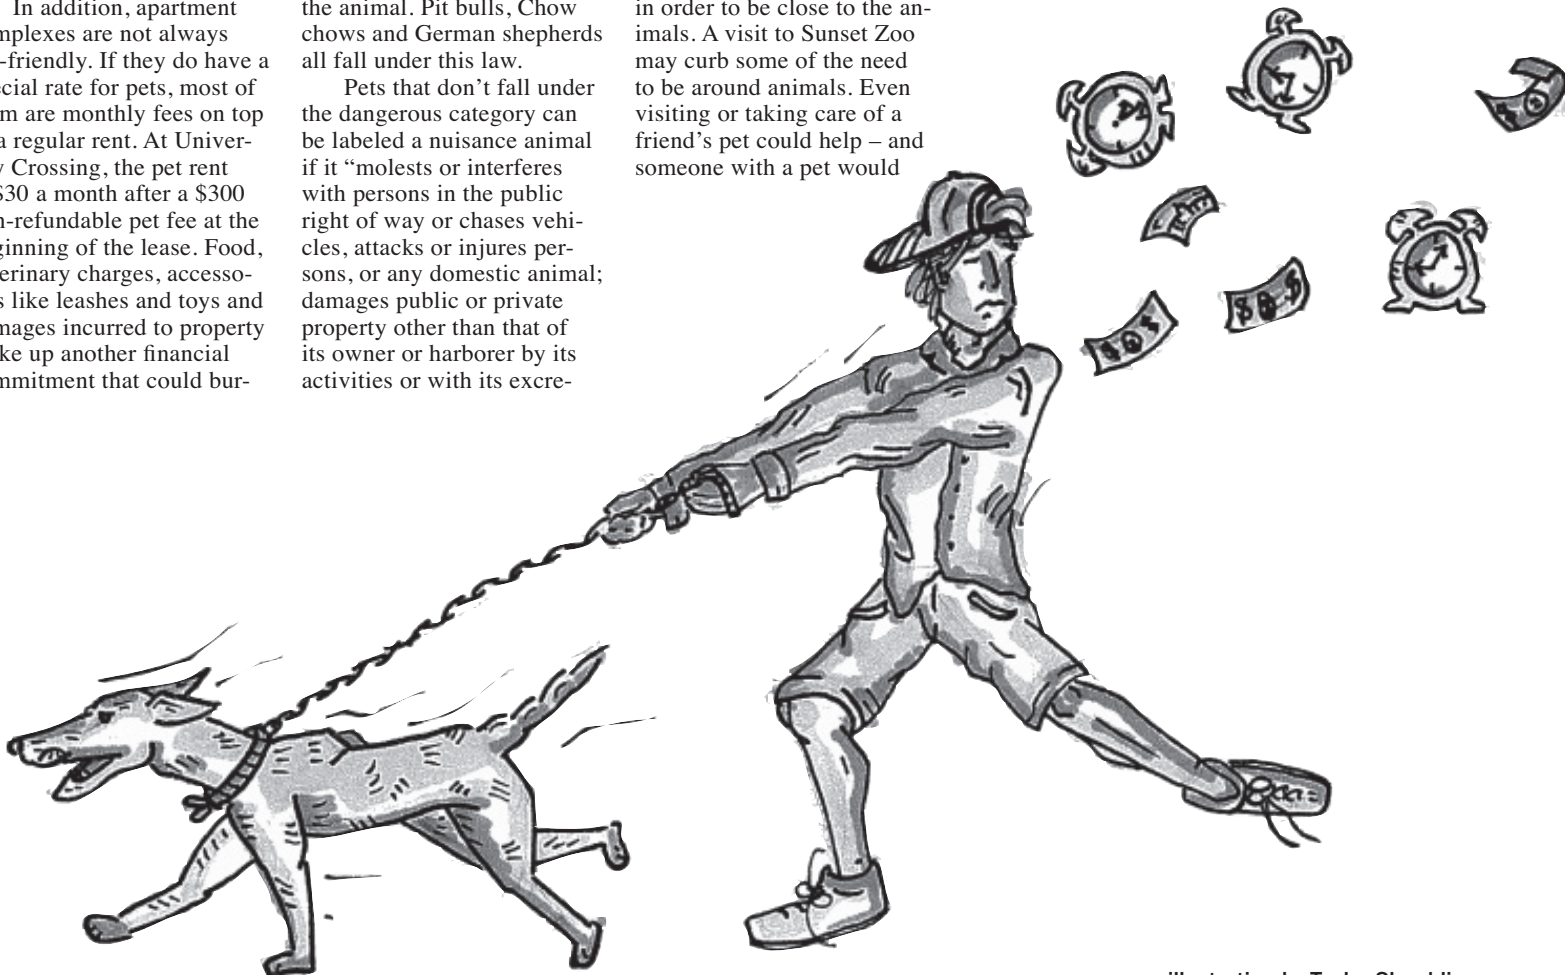 In addition, apartment
mplexes are not always
-friendly. If they do have a
ecial rate for pets, most of
m are monthly fees on top
a regular rent. At Univer-
y Crossing, the pet rent
$30 a month after a $300
n-refundable pet fee at the
ginning of the lease. Food,
erinary charges, accesso-
s like leashes and toys and
mages incurred to property
ke up another financial
mmitment that could bur-
the animal. Pit bulls, Chow
chows and German shepherds
all fall under this law.
Pets that don’t fall under
the dangerous category can
be labeled a nuisance animal
if it “molests or interferes
with persons in the public
right of way or chases vehi-
cles, attacks or injures per-
sons, or any domestic animal;
damages public or private
property other than that of
its owner or harborer by its
activities or with its excre-
in order to be close to the an-
imals. A visit to Sunset Zoo
may curb some of the need
to be around animals. Even
visiting or taking care of a
friend’s pet could help – and
someone with a pet would
illustration by